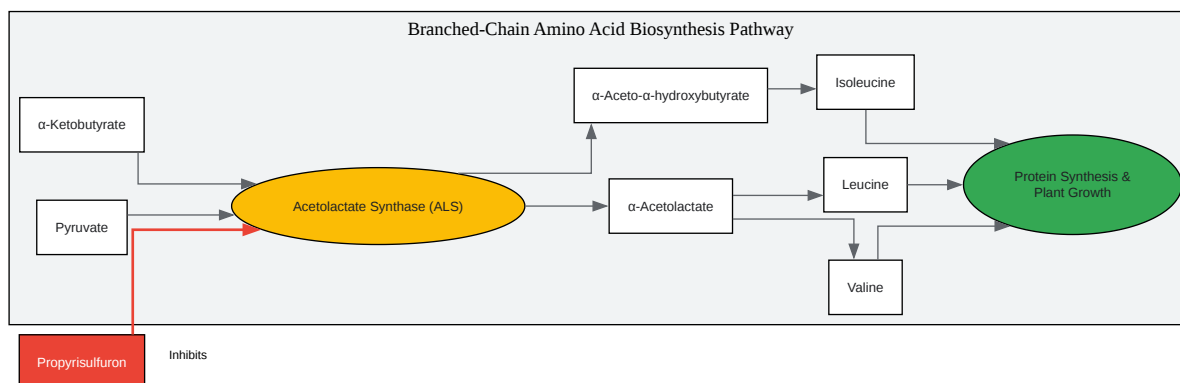 Branched-Chain Amino Acid Biosynthesis Pathway
α-Ketobutyrate
Pyruvate
Acetolactate Synthase (ALS)
α-Aceto-α-hydroxybutyrate
α-Acetolactate
Isoleucine
Leucine
Valine
Protein Synthesis &
Plant Growth
Propyrisulfuron
Inhibits